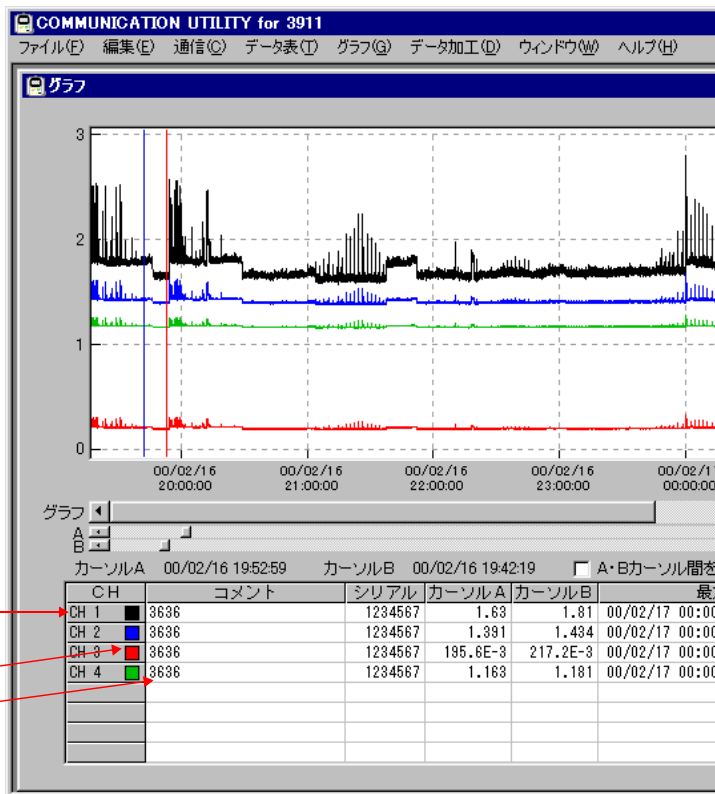 COMMUNICATION UTILITY for 3911
ファイル(F) 編集(E) 通信(C) データ表(T) グラフ(G) データ加工(D) ウィンドウ(W) ヘルプ(H)
グラフ
3
2
1
0
00/02/16 00/02/16 00/02/16 00/02/16 00/02/1
20:00:00 21:00:00 22:00:00 23:00:00 00:00:00
グラフ
A
B
カーソルA 00/02/16 19:52:59 カーソルB 00/02/16 19:42:19 A・Bカーソル間を
CH コメント シリアル カーソルA カーソルB 最
CH 1 3636 1234567 1.63 1.81 00/02/17 00:00
CH 2 3636 1234567 1.391 1.434 00/02/17 00:00
CH 3 3636 1234567 195.6E-3 217.2E-3 00/02/17 00:00
CH 4 3636 1234567 1.163 1.181 00/02/17 00:00